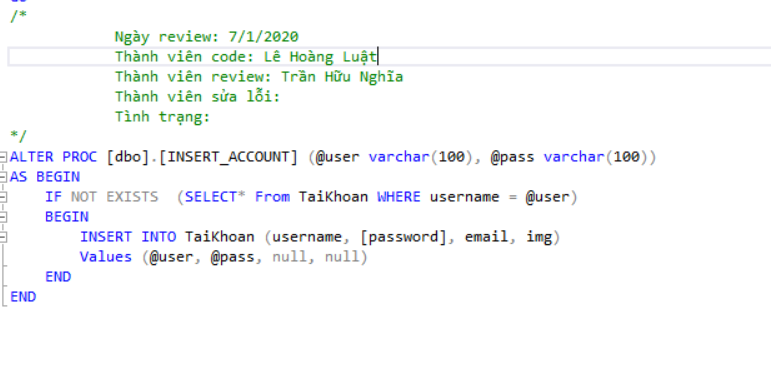 /*
Ngày review: 7/1/2020
Thành viên code: Lê Hoàng Luật
Thành viên review: Trần Hữu Nghĩa
Thành viên sửa lỗi:
Tình trạng:
*/
ALTER PROC [dbo].[INSERT_ACCOUNT] (@user varchar(100), @pass varchar(100))
AS BEGIN
IF NOT EXISTS (SELECT* From TaiKhoan WHERE username = @user)
BEGIN
INSERT INTO TaiKhoan (username, [password], email, img)
Values (@user, @pass, null, null)
END
END